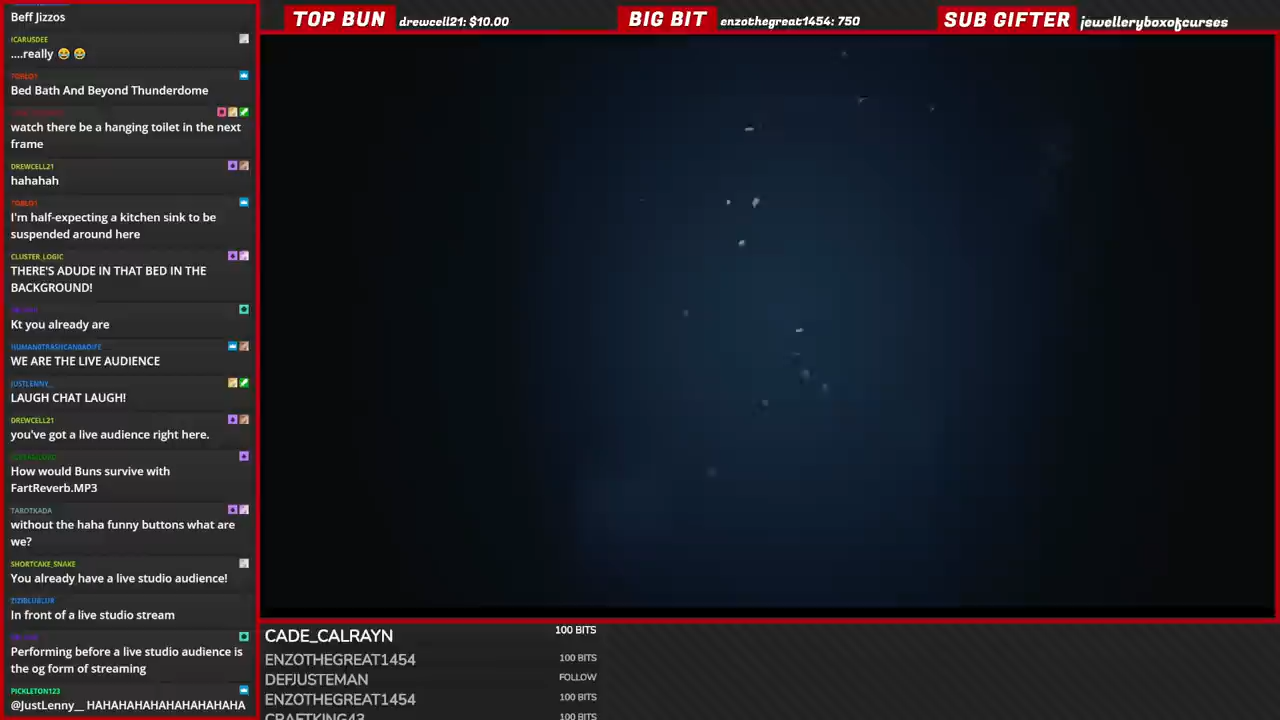 TOP BUN drewcell21: $10.00 BIG BIT enzothegreat1454: 750 SUB GIFTER jewelleryboxofcurses
Beff Jizzos
ICARUSDEE
....really 😂 😂
Bed Bath And Beyond Thunderdome
watch there be a hanging toilet in the next
frame
DREWCELL21
hahahah
I'm half-expecting a kitchen sink to be
suspended around here
CLUSTER_LOGIC
THERE'S ADUDE IN THAT BED IN THE
BACKGROUND!
Kt you already are
WE ARE THE LIVE AUDIENCE
JUSTLENNY_
LAUGH CHAT LAUGH!
DREWCELL21
you've got a live audience right here.
How would Buns survive with
FartReverb.MP3
TAROTKADA
without the haha funny buttons what are
we?
SHORTCAKE_SNAKE
You already have a live studio audience!
ZIZIBLUBLUB
In front of a live studio stream
Performing before a live studio audience is
the og form of streaming
PICKLETON123
@JustLenny__ HAHAHAHAHAHAHAHAHA
CADE_CALRAYN 100 BITS
ENZOTHEGREAT1454 100 BITS
DEFJUSTEMAN FOLLOW
ENZOTHEGREAT1454 100 BITS
CRAFTKING43 100 BITS